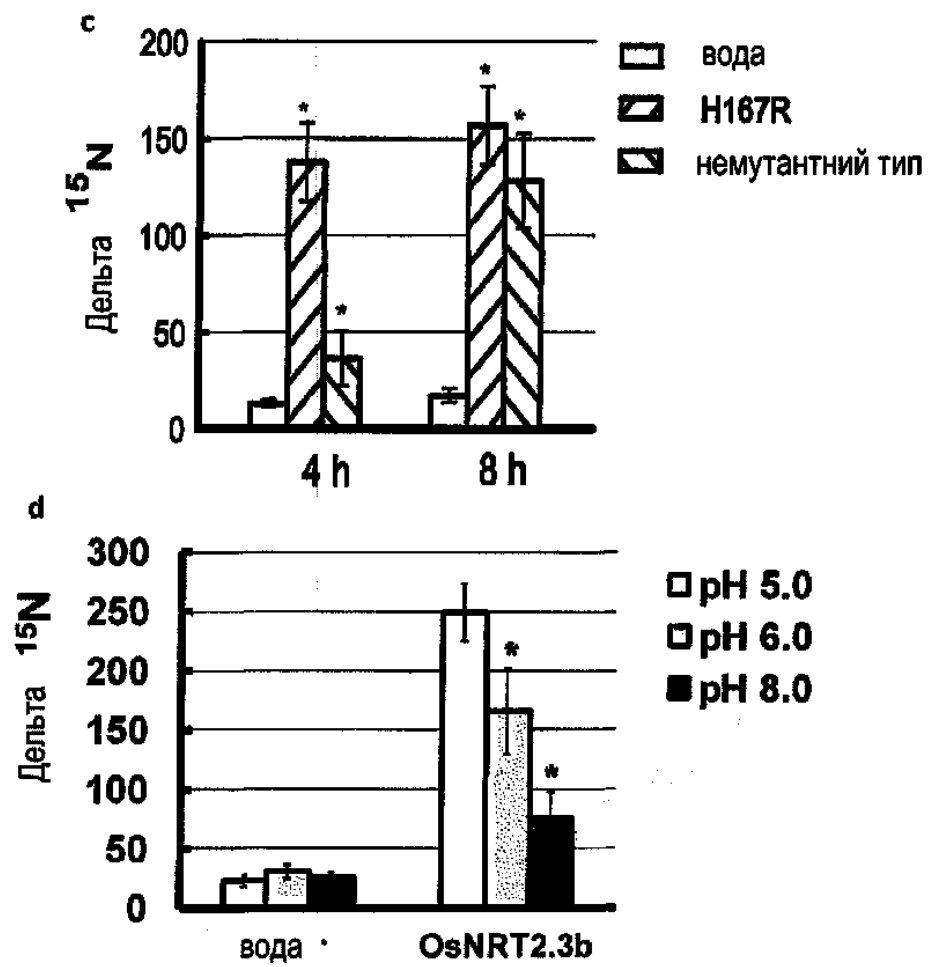 c
200
150
100
50
0
Дельта ¹⁵N
* * * *
4 h 8 h
вода
H167R
немутантний тип
d
300
250
200
150
100
50
0
Дельта ¹⁵N
* *
вода OsNRT2.3b
pH 5.0
pH 6.0
pH 8.0